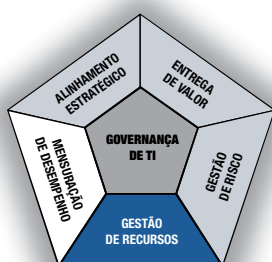 ALINHAMENTO
ESTRATÉGICO
ENTREGA
DE VALOR
MENSURAÇÃO
DE DESEMPENHO
GOVERNANÇA
DE TI
GESTÃO
DE RISCO
GESTÃO
DE RECURSOS